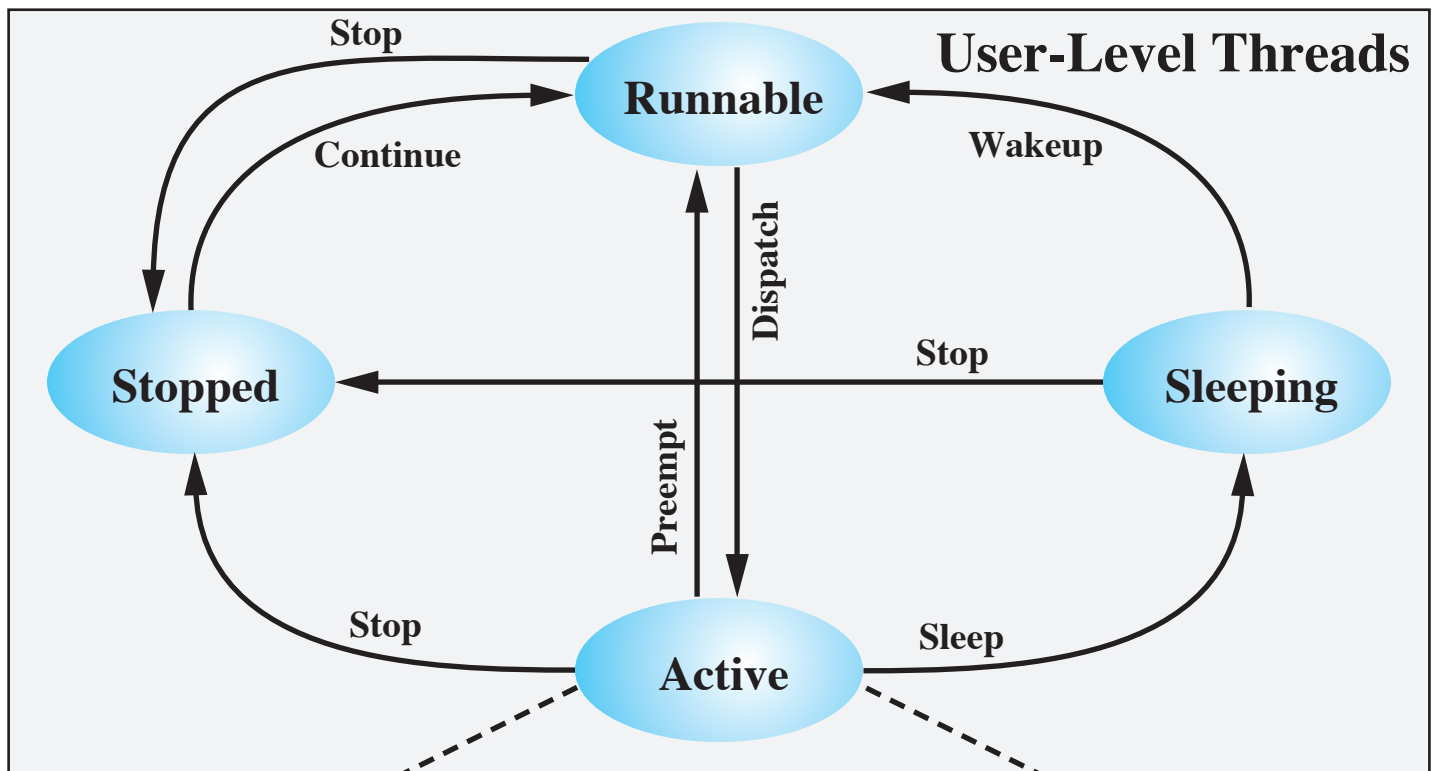 Stop
User-Level Threads
Runnable
Continue
Wakeup
Dispatch
Stop
Stopped
Sleeping
Preempt
Stop
Sleep
Active